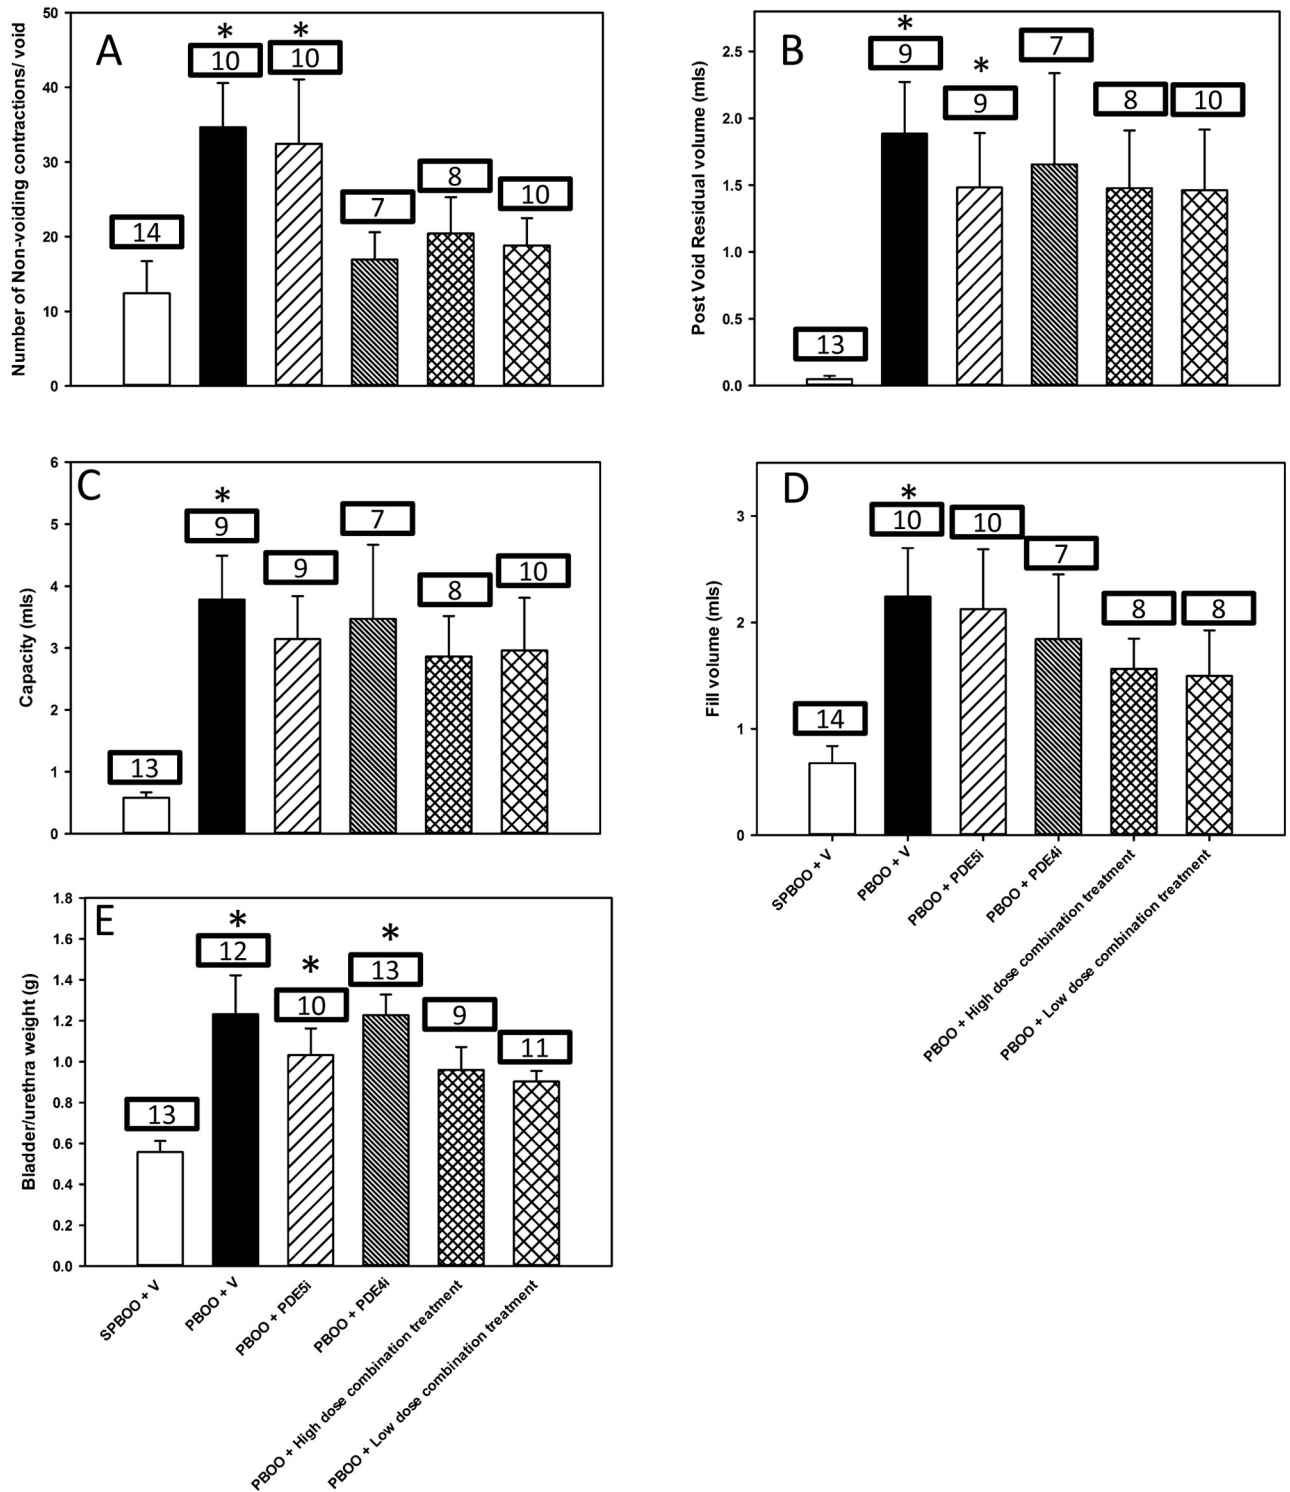 A
Number of Non-voiding contractions/ void
50
40
30
20
10
0
* *
14 10 10 7 8 10
B
Post Void Residual volume (mls)
2.5
2.0
1.5
1.0
0.5
0.0
* *
13 9 9 7 8 10
C
Capacity (mls)
6
5
4
3
2
1
0
*
13 9 9 7 8 10
D
Fill volume (mls)
3
2
1
0
*
14 10 10 7 8 8
SPBOO + V
PBOO + V
PBOO + PDE5i
PBOO + PDE4i
PBOO + High dose combination treatment
PBOO + Low dose combination treatment
E
Bladder/urethra weight (g)
1.8
1.6
1.4
1.2
1.0
0.8
0.6
0.4
0.2
0.0
* * *
13 12 10 13 9 11
SPBOO + V
PBOO + V
PBOO + PDE5i
PBOO + PDE4i
PBOO + High dose combination treatment
PBOO + Low dose combination treatment